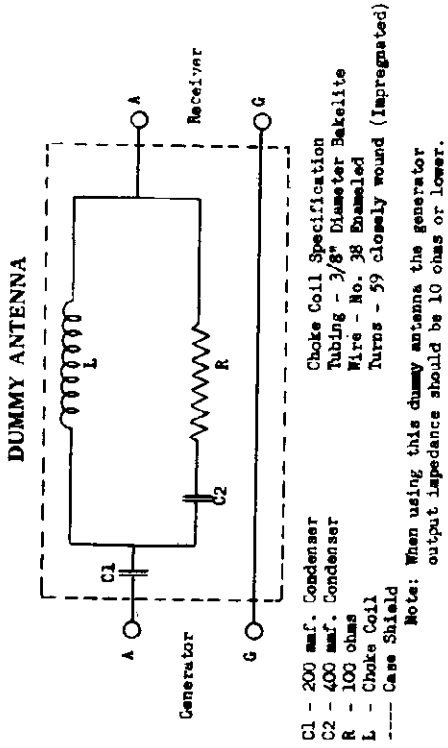 DUMMY ANTENNA
L
C1
C2
R
A
A
Generator
Receiver
G
G
C1 - 200 mmf. Condenser
C2 - 400 mmf. Condenser
R - 100 ohms
L - Choke Coil
---- Case Shield
Choke Coil Specification
Tubing - 3/8" Diameter Bakelite
Wire - No. 38 Enameled
Turns - 59 closely wound (Impregnated)
Note: When using this dummy antenna the generator
output impedance should be 10 ohms or lower.